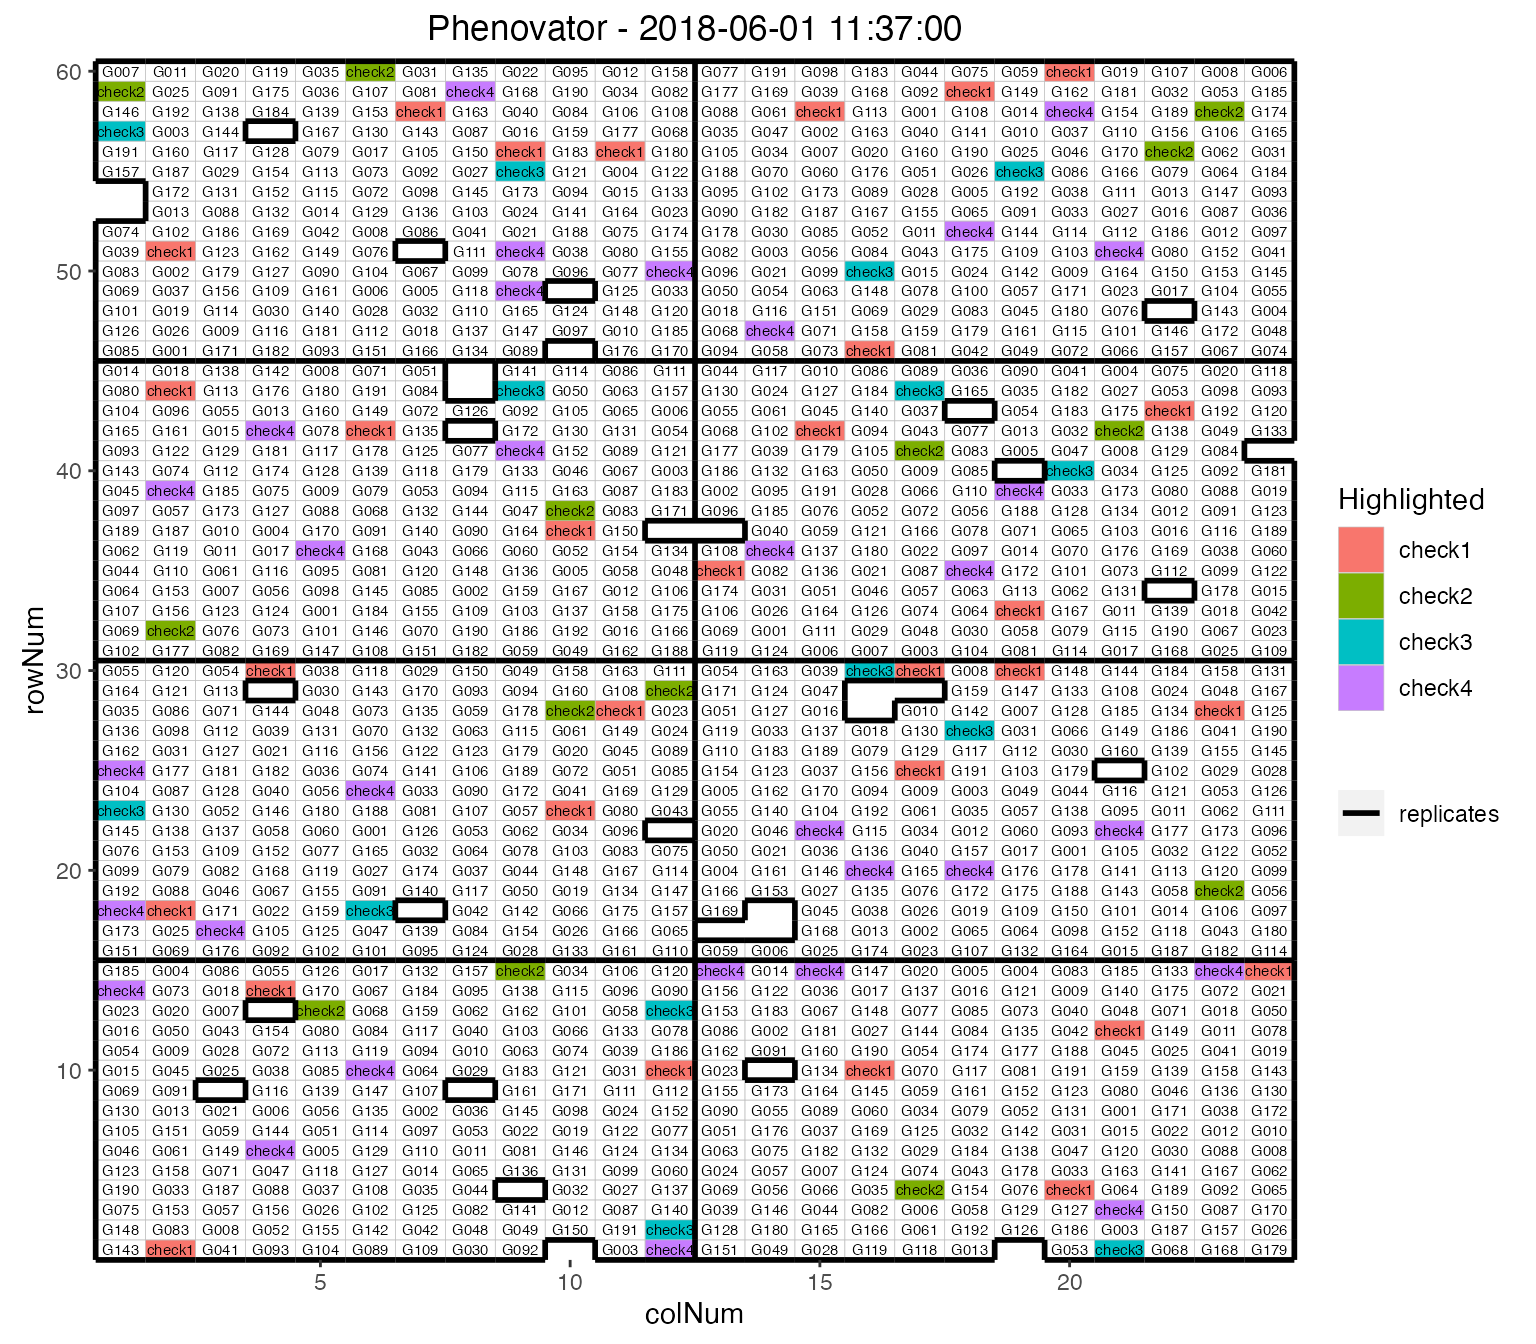 Phenovator - 2018-06-01 11:37:00
60 G007 G011 G020 G119 G035 check2 G031 G135 G022 G095 G012 G158 G077 G191 G098 G183 G044 G075 G059 check1 G019 G107 G008 G006
check2 G025 G091 G175 G036 G107 G081 check4 G168 G190 G034 G082 G177 G169 G039 G168 G092 check1 G149 G162 G181 G032 G053 G185
G146 G192 G138 G184 G139 G153 check1 G163 G040 G084 G106 G108 G088 G061 check1 G113 G001 G108 G014 check4 G154 G189 check2 G174
check3 G003 G144 G167 G130 G143 G087 G016 G159 G177 G068 G035 G047 G002 G163 G040 G141 G010 G037 G110 G156 G106 G165
G191 G160 G117 G128 G079 G017 G105 G150 check1 G183 check1 G180 G105 G034 G007 G020 G160 G190 G025 G046 G170 check2 G062 G031
G157 G187 G029 G154 G113 G073 G092 G027 check3 G121 G004 G122 G188 G070 G060 G176 G051 G026 check3 G086 G166 G079 G064 G184
G172 G131 G152 G115 G072 G098 G145 G173 G094 G015 G133 G095 G102 G173 G089 G028 G005 G192 G038 G111 G013 G147 G093
G013 G088 G132 G014 G129 G136 G103 G024 G141 G164 G023 G090 G182 G187 G167 G155 G065 G091 G033 G027 G016 G087 G036
G074 G102 G186 G169 G042 G008 G086 G041 G021 G188 G075 G174 G178 G030 G085 G052 G011 check4 G144 G114 G112 G186 G012 G097
G039 check1 G123 G162 G149 G076 G111 check4 G038 G080 G155 G082 G003 G056 G084 G043 G175 G109 G103 check4 G080 G152 G041
50 G083 G002 G179 G127 G090 G104 G067 G099 G078 G096 G077 check4 G096 G021 G099 check3 G015 G024 G142 G009 G164 G150 G153 G145
G069 G037 G156 G109 G161 G006 G005 G118 check4 G125 G033 G050 G054 G063 G148 G078 G100 G057 G171 G023 G017 G104 G055
G101 G019 G114 G030 G140 G028 G032 G110 G165 G124 G148 G120 G018 G116 G151 G069 G029 G083 G045 G180 G076 G143 G004
G126 G026 G009 G116 G181 G112 G018 G137 G147 G097 G010 G185 G068 check4 G071 G158 G159 G179 G161 G115 G101 G146 G172 G048
G085 G001 G171 G182 G093 G151 G166 G134 G089 G176 G170 G094 G058 G073 check1 G081 G042 G049 G072 G066 G157 G067 G074
G014 G018 G138 G142 G008 G071 G051 G141 G114 G086 G111 G044 G117 G010 G086 G089 G036 G090 G041 G004 G075 G020 G118
G080 check1 G113 G176 G180 G191 G084 check3 G050 G063 G157 G130 G024 G127 G184 check3 G165 G035 G182 G027 G053 G098 G093
G104 G096 G055 G013 G160 G149 G072 G126 G092 G105 G065 G006 G055 G061 G045 G140 G037 G054 G183 G175 check1 G192 G120
G165 G161 G015 check4 G078 check1 G135 G172 G130 G131 G054 G068 G102 check1 G094 G043 G077 G013 G032 check2 G138 G049 G133
G093 G122 G129 G181 G117 G178 G125 G077 check4 G152 G089 G121 G177 G039 G179 G105 check2 G083 G005 G047 G008 G129 G084
40 G143 G074 G112 G174 G128 G139 G118 G179 G133 G046 G067 G003 G186 G132 G163 G050 G009 G085 check3 G034 G125 G092 G181
G045 check4 G185 G075 G009 G079 G053 G094 G115 G163 G087 G183 G002 G095 G191 G028 G066 G110 check4 G033 G173 G080 G088 G019
G097 G057 G173 G127 G088 G068 G132 G144 G047 check2 G083 G171 G096 G185 G076 G052 G072 G056 G188 G128 G134 G012 G091 G123
G189 G187 G010 G004 G170 G091 G140 G090 G164 check1 G150 G040 G059 G121 G166 G078 G071 G065 G103 G016 G116 G189
G062 G119 G011 G017 check4 G168 G043 G066 G060 G052 G154 G134 G108 check4 G137 G180 G022 G097 G014 G070 G176 G169 G038 G060
G044 G110 G061 G116 G095 G081 G120 G148 G136 G005 G058 G048 check1 G082 G136 G021 G087 check4 G172 G101 G073 G112 G099 G122
G064 G153 G007 G056 G098 G145 G085 G002 G159 G167 G012 G106 G174 G031 G051 G046 G057 G063 G113 G062 G131 G178 G015
G107 G156 G123 G124 G001 G184 G155 G109 G103 G137 G158 G175 G106 G026 G164 G126 G074 G064 check1 G167 G011 G139 G018 G042
G069 check2 G076 G073 G101 G146 G070 G190 G186 G192 G016 G166 G069 G001 G111 G029 G048 G030 G058 G079 G115 G190 G067 G023
G102 G177 G082 G169 G147 G108 G151 G182 G059 G049 G162 G188 G119 G124 G006 G007 G003 G104 G081 G114 G017 G168 G025 G109
30 G055 G120 G054 check1 G038 G118 G029 G150 G049 G158 G163 G111 G054 G163 G039 check3 check1 G008 check1 G148 G144 G184 G158 G131
G164 G121 G113 G030 G143 G170 G093 G094 G160 G108 check2 G171 G124 G047 G159 G147 G133 G108 G024 G048 G167
G035 G086 G071 G144 G048 G073 G135 G059 G178 check2 check1 G023 G051 G127 G016 G010 G142 G007 G128 G185 G134 check1 G125
G136 G098 G112 G039 G131 G070 G132 G063 G115 G061 G149 G024 G119 G033 G137 G018 G130 check3 G031 G066 G149 G186 G041 G190
G162 G031 G127 G021 G116 G156 G122 G123 G179 G020 G045 G089 G110 G183 G189 G079 G129 G117 G112 G030 G160 G139 G155 G145
check4 G177 G181 G182 G036 G074 G141 G106 G189 G072 G051 G085 G154 G123 G037 G156 check1 G191 G103 G179 G102 G029 G028
G104 G087 G128 G040 G056 check4 G033 G090 G172 G041 G169 G129 G005 G162 G170 G094 G009 G003 G049 G044 G116 G121 G053 G126
check3 G130 G052 G146 G180 G188 G081 G107 G057 check1 G080 G043 G055 G140 G080 G192 G061 G035 G057 G138 G095 G011 G062 G111
G145 G138 G137 G058 G060 G001 G126 G053 G062 G034 G096 G020 G046 check4 G115 G034 G012 G060 G093 check4 G177 G173 G096
G076 G153 G109 G152 G077 G165 G032 G064 G078 G103 G083 G075 G050 G021 G036 G136 G040 G157 G017 G001 G105 G032 G122 G052
20 G099 G079 G082 G168 G119 G027 G174 G037 G044 G148 G167 G114 G004 G161 G146 check4 G165 check4 G176 G178 G141 G113 G120 G099
G192 G088 G046 G067 G155 G091 G140 G117 G050 G019 G134 G147 G166 G153 G027 G135 G076 G172 G175 G188 G143 G058 check2 G056
check4 check1 G171 G022 G159 check3 G042 G142 G066 G175 G157 G169 G045 G038 G026 G019 G109 G150 G101 G014 G106 G097
G173 G025 check4 G105 G125 G047 G139 G084 G154 G026 G166 G065 G168 G013 G002 G065 G064 G098 G152 G118 G043 G180
G151 G069 G176 G092 G102 G101 G095 G124 G028 G133 G161 G110 G059 G006 G025 G174 G023 G107 G132 G164 G015 G187 G182 G114
G185 G004 G086 G055 G126 G017 G132 G157 check2 G034 G106 G120 check4 G014 check4 G147 G020 G005 G004 G083 G185 G133 check4 check1
check4 G073 G018 check1 G170 G067 G184 G095 G138 G115 G096 G090 G156 G122 G036 G017 G137 G016 G121 G009 G140 G175 G072 G021
G023 G020 G007 check2 G068 G159 G062 G162 G101 G058 check3 G153 G183 G067 G148 G077 G085 G073 G040 G048 G071 G018 G050
G016 G050 G043 G154 G080 G084 G117 G040 G103 G066 G133 G078 G086 G002 G181 G027 G144 G084 G135 G042 check1 G149 G011 G078
G054 G009 G028 G072 G113 G119 G094 G010 G063 G074 G039 G186 G162 G091 G160 G190 G054 G174 G177 G188 G045 G025 G041 G019
10 G015 G045 G025 G038 G085 check4 G064 G029 G183 G121 G031 check1 G023 G134 check1 G070 G117 G081 G191 G159 G139 G158 G143
G069 G091 G116 G139 G147 G107 G161 G171 G111 G112 G155 G173 G164 G145 G059 G161 G112 G123 G080 G046 G136 G130
G130 G013 G021 G006 G056 G135 G002 G036 G145 G098 G024 G152 G090 G055 G089 G060 G034 G079 G052 G131 G001 G171 G038 G172
G105 G151 G059 G144 G051 G114 G097 G053 G022 G019 G122 G077 G051 G176 G037 G169 G125 G032 G142 G031 G015 G022 G012 G010
G046 G061 G149 check4 G005 G129 G110 G011 G081 G146 G124 G134 G063 G075 G182 G132 G029 G184 G138 G047 G120 G030 G088 G008
G123 G158 G071 G047 G118 G127 G014 G065 G136 G131 G099 G060 G024 G057 G007 G124 G074 G043 G178 G033 G163 G141 G167 G062
G190 G033 G187 G088 G037 G108 G035 G044 G032 G027 G137 G069 G056 G066 G035 check2 G154 G076 check1 G064 G189 G092 G065
G075 G153 G057 G156 G026 G102 G125 G082 G141 G012 G087 G140 G039 G146 G044 G082 G006 G058 G129 G127 check4 G150 G087 G170
G148 G083 G008 G052 G155 G142 G042 G048 G049 G150 G191 check3 G128 G180 G165 G166 G061 G192 G126 G186 G003 G187 G157 G026
G143 check1 G041 G093 G104 G089 G109 G030 G092 G003 check4 G151 G049 G028 G119 G118 G013 G053 check3 G068 G168 G179
5 10 15 20
colNum
rowNum
Highlighted
check1
check2
check3
check4
replicates